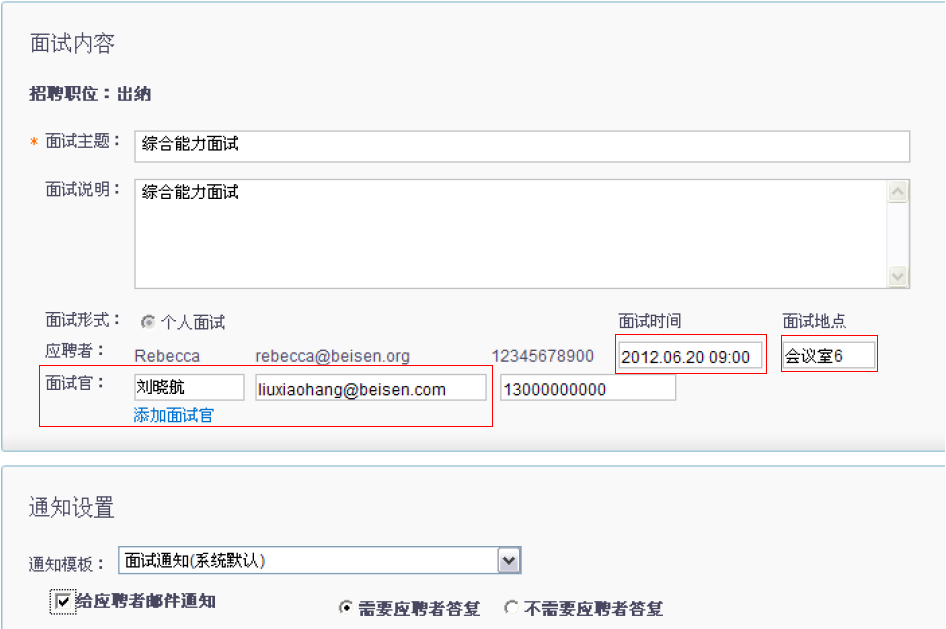 面试内容
招聘职位：出纳
* 面试主题： 综合能力面试
面试说明： 综合能力面试
面试形式： 个人面试 面试时间 面试地点
应聘者： Rebecca rebecca@beisen.org 12345678900 2012.06.20 09:00 会议室6
面试官： 刘晓航 liuxiaohang@beisen.com 13000000000
添加面试官
通知设置
通知模板： 面试通知(系统默认)
给应聘者邮件通知 需要应聘者答复 不需要应聘者答复